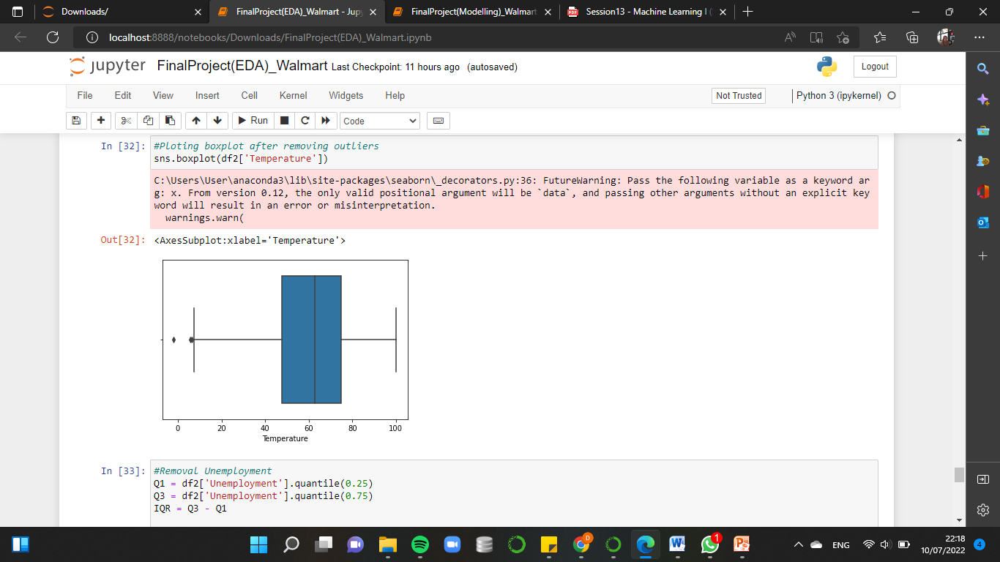 Downloads/
FinalProject(EDA)_Walmart - Jup
FinalProject(Modelling)_Walmart
PDF
Session13 - Machine Learning I (
localhost:8888/notebooks/Downloads/FinalProject(EDA)_Walmart.ipynb
jupyter FinalProject(EDA)_Walmart Last Checkpoint: 11 hours ago (autosaved)
Logout
File Edit View Insert Cell Kernel Widgets Help
Not Trusted
Python 3 (ipykernel)
Run
Code
In [32]: #Ploting boxplot after removing outliers
sns.boxplot(df2['Temperature'])
C:\Users\User\anaconda3\lib\site-packages\seaborn\_decorators.py:36: FutureWarning: Pass the following variable as a keyword ar
g: x. From version 0.12, the only valid positional argument will be `data`, and passing other arguments without an explicit key
word will result in an error or misinterpretation.
warnings.warn(
Out[32]: <AxesSubplot:xlabel='Temperature'>
0 20 40 60 80 100
Temperature
In [33]: #Removal Unemployment
Q1 = df2['Unemployment'].quantile(0.25)
Q3 = df2['Unemployment'].quantile(0.75)
IQR = Q3 - Q1
D
W
1
P
ENG
22:18
10/07/2022
4